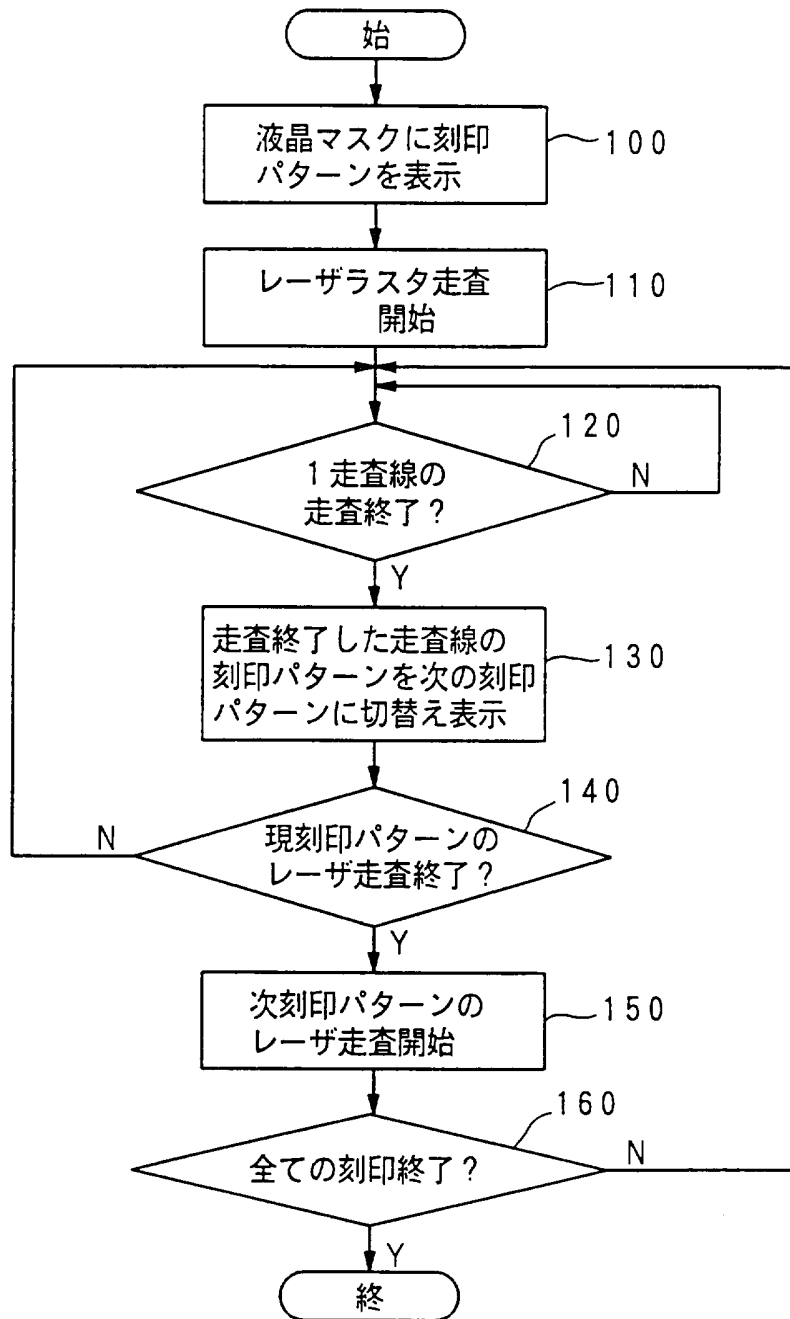 始
液晶マスクに刻印
パターンを表示
100
レーザラスタ走査
開始
110
120
1走査線の
走査終了?
N
Y
走査終了した走査線の
刻印パターンを次の刻印
パターンに切替え表示
130
140
現刻印パターンの
レーザ走査終了?
N
Y
次刻印パターンの
レーザ走査開始
150
160
全ての刻印終了?
N
Y
終